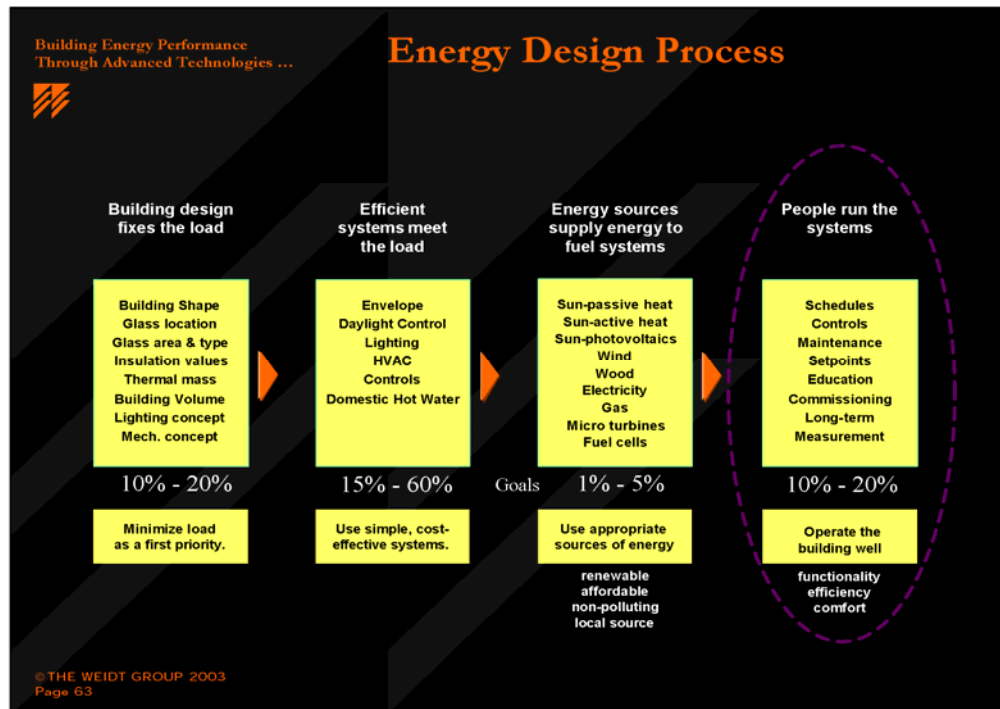 Building Energy Performance
Through Advanced Technologies ...
Energy Design Process
Building design
fixes the load
Building Shape
Glass location
Glass area & type
Insulation values
Thermal mass
Building Volume
Lighting concept
Mech. concept
10% - 20%
Minimize load
as a first priority.
Efficient
systems meet
the load
Envelope
Daylight Control
Lighting
HVAC
Controls
Domestic Hot Water
15% - 60%
Use simple, cost-
effective systems.
Goals
Energy sources
supply energy to
fuel systems
Sun-passive heat
Sun-active heat
Sun-photovoltaics
Wind
Wood
Electricity
Gas
Micro turbines
Fuel cells
1% - 5%
Use appropriate
sources of energy
renewable
affordable
non-polluting
local source
People run the
systems
Schedules
Controls
Maintenance
Setpoints
Education
Commissioning
Long-term
Measurement
10% - 20%
Operate the
building well
functionality
efficiency
comfort
©THE WEIDT GROUP 2003
Page 63